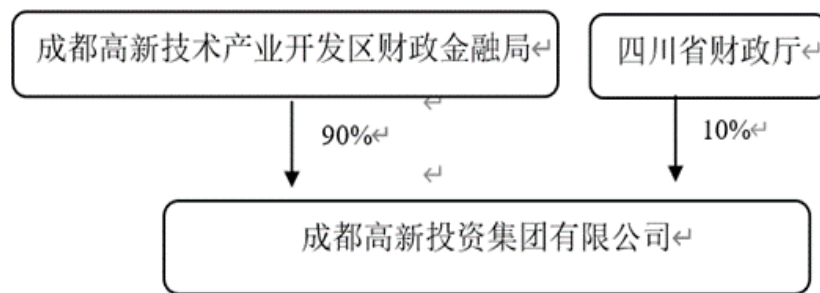 成都高新技术产业开发区财政金融局↵
四川省财政厅↵
↵
90%↵
10%↵
↵
成都高新投资集团有限公司↵